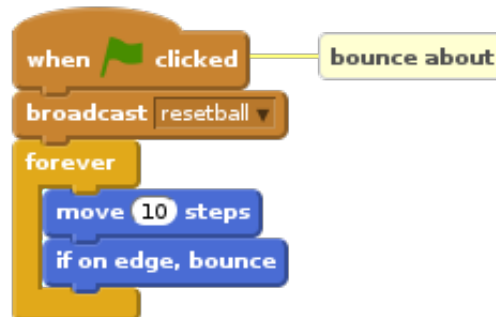 when clicked bounce about
broadcast resetball
forever
move 10 steps
if on edge, bounce